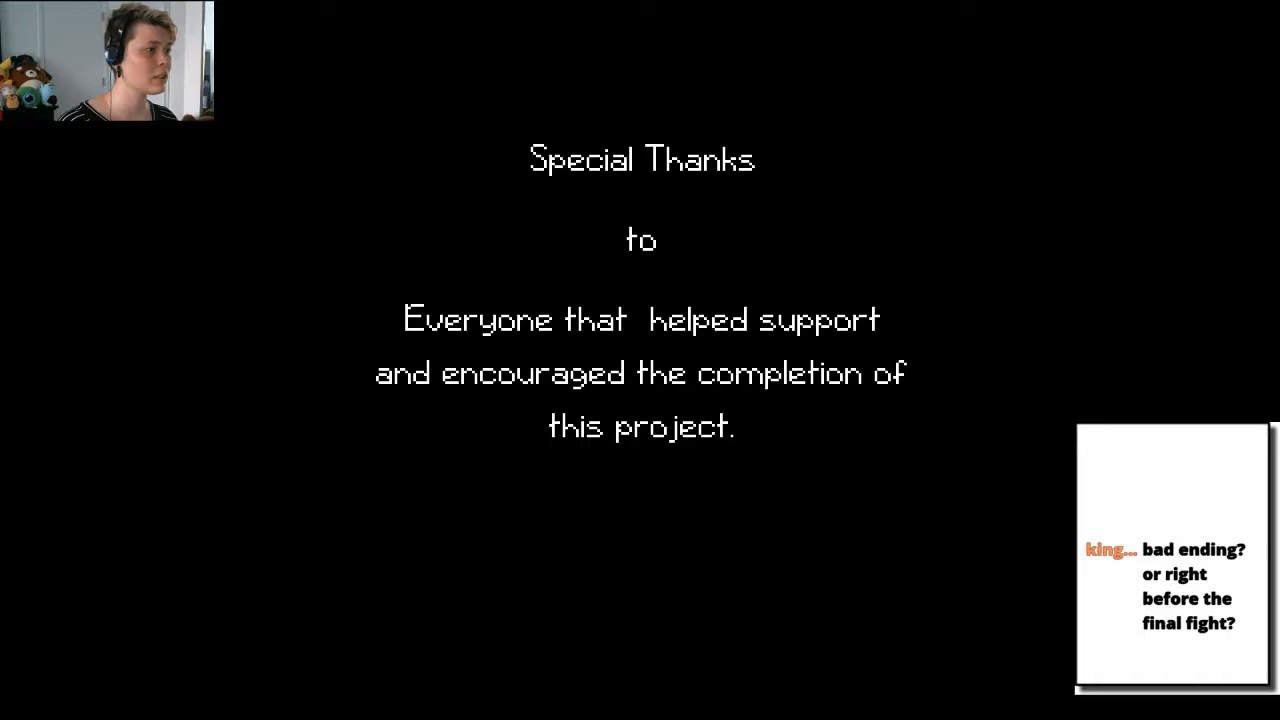 Special Thanks
to
Everyone that helped support
and encouraged the completion of
this project.
king... bad ending?
or right
before the
final fight?